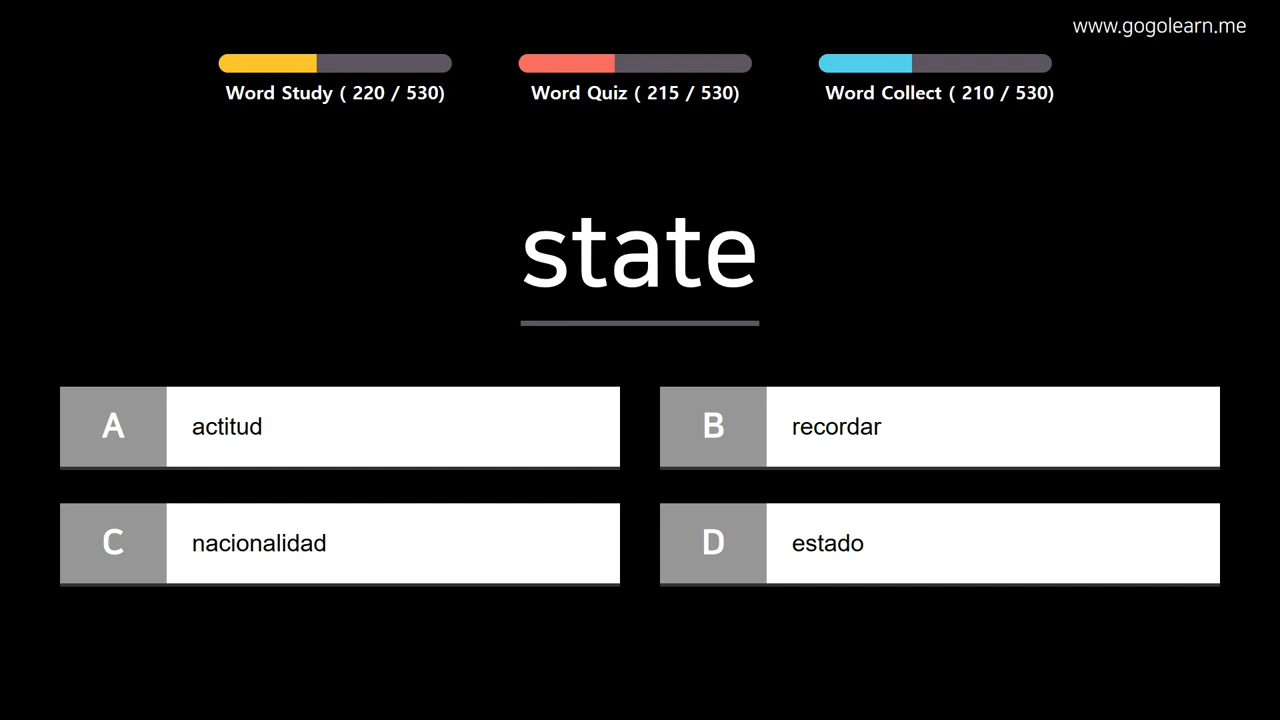 www.gogolearn.me
Word Study ( 220 / 530)
Word Quiz ( 215 / 530)
Word Collect ( 210 / 530)
state
A
actitud
B
recordar
C
nacionalidad
D
estado